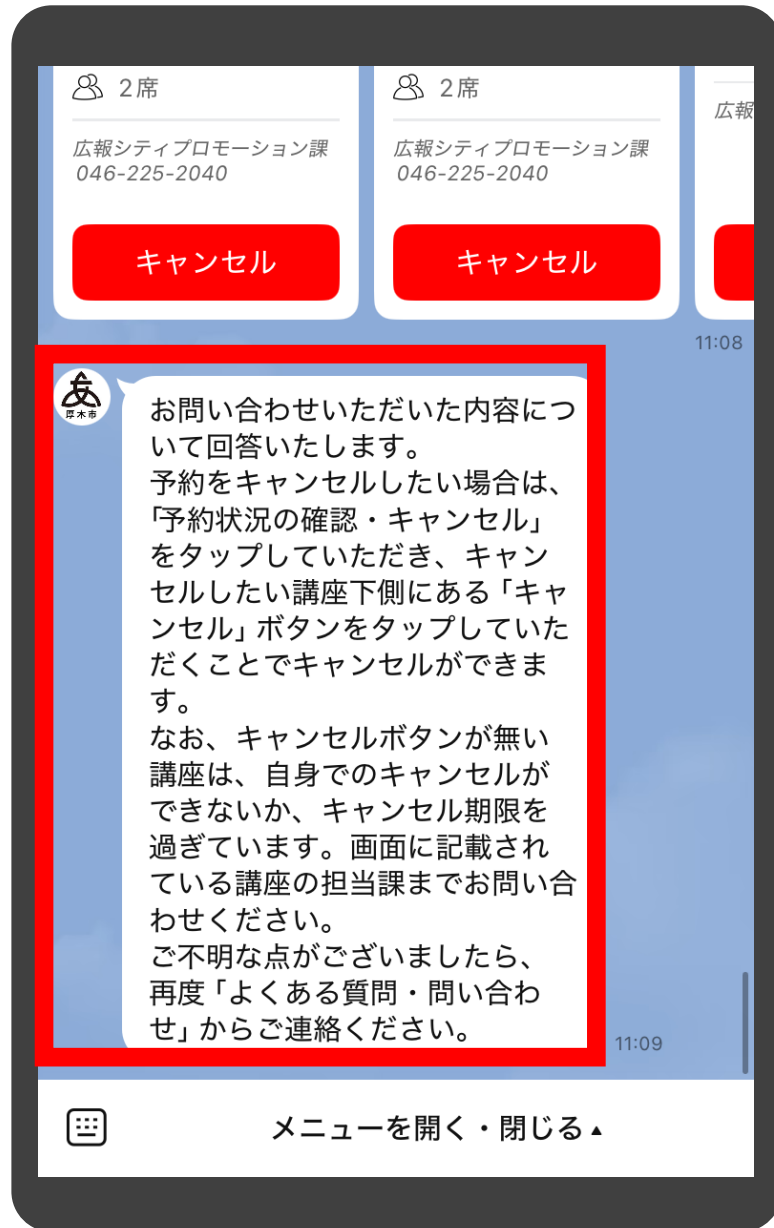 2席
広報シティプロモーション課
046-225-2040
キャンセル
2席
広報シティプロモーション課
046-225-2040
キャンセル
広報
11:08
厚木市
お問い合わせいただいた内容につ
いて回答いたします。
予約をキャンセルしたい場合は、
「予約状況の確認・キャンセル」
をタップしていただき、キャン
セルしたい講座下側にある「キャ
ンセル」ボタンをタップしていた
だくことでキャンセルができま
す。
なお、キャンセルボタンが無い
講座は、自身でのキャンセルが
できないか、キャンセル期限を
過ぎています。画面に記載され
ている講座の担当課までお問い合
わせください。
ご不明な点がございましたら、
再度「よくある質問・問い合わ
せ」からご連絡ください。
11:09
メニューを開く・閉じる▲